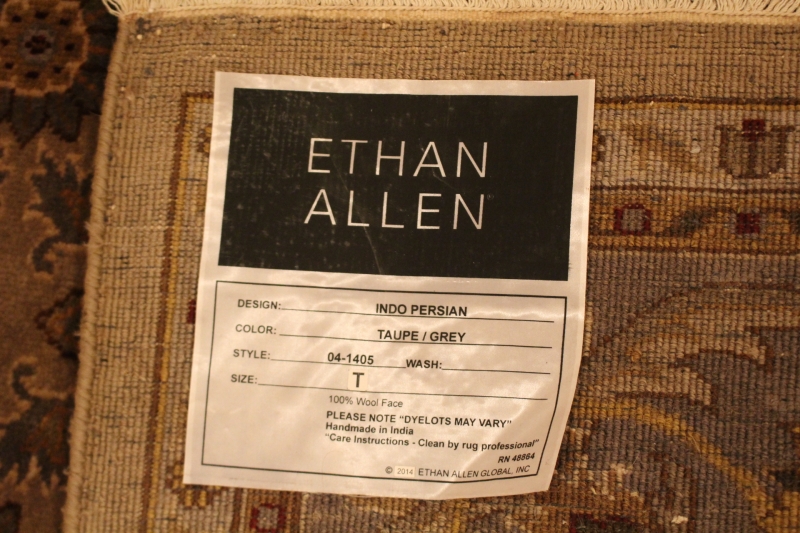 ETHAN
ALLEN
DESIGN: INDO PERSIAN
COLOR: TAUPE / GREY
STYLE: 04-1405 WASH:
SIZE: T
100% Wool Face
PLEASE NOTE "DYELOTS MAY VARY"
Handmade in India
"Care Instructions - Clean by rug professional"
RN 48864
© 2014 ETHAN ALLEN GLOBAL, INC